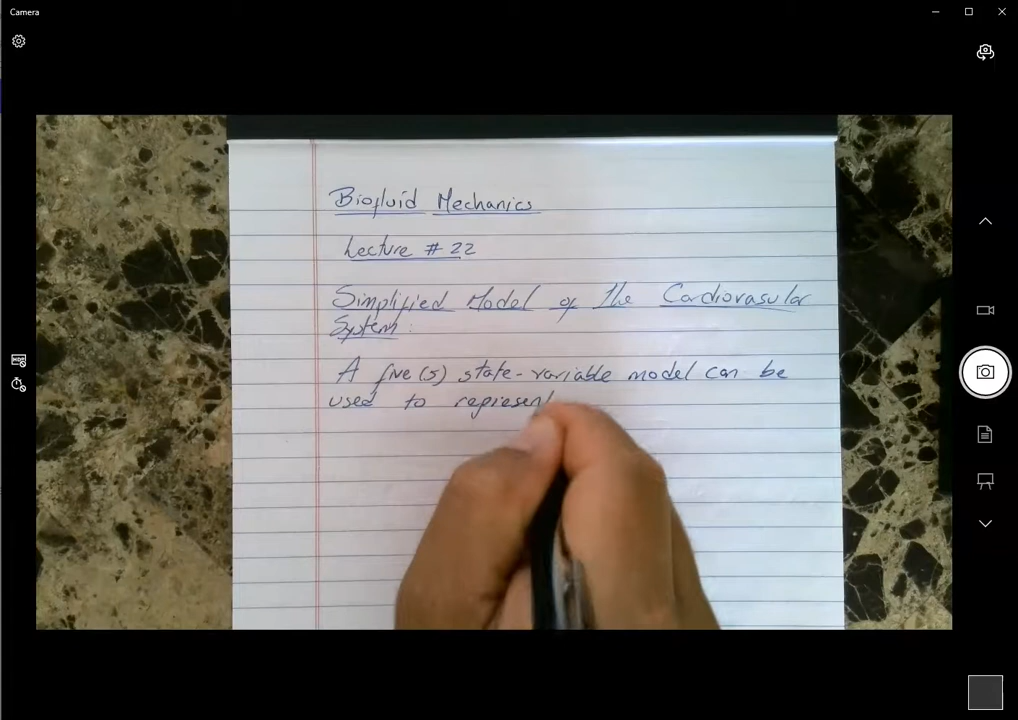 Camera
Biofluid Mechanics
Lecture # 22
Simplified Model of the Cardiovasular
System:
A five (5) state-variable model can be
used to represent